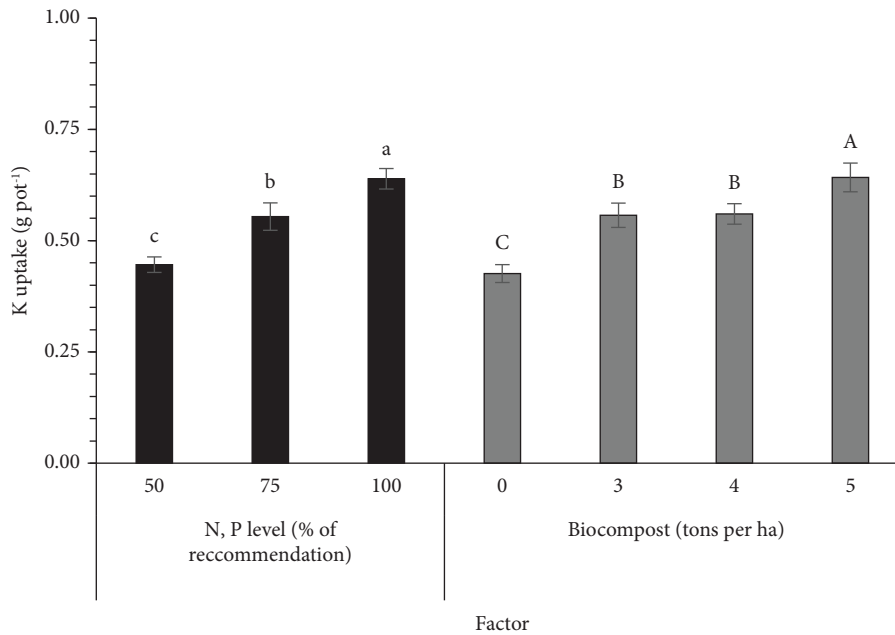 K uptake (g pot⁻¹)
1.00
0.75
0.50
0.25
0.00
c
b
a
C
B
B
A
50
75
100
0
3
4
5
N, P level (% of
reccommendation)
Biocompost (tons per ha)
Factor